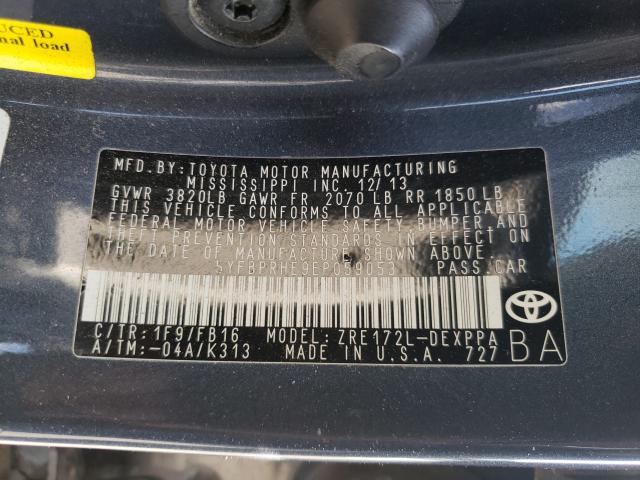 UCED
nal load
MFD.BY:TOYOTA MOTOR MANUFACTURING
MISSISSIPPI INC. 12/13
GVWR 3820LB GAWR FR 2070 LB RR 1850 LB
THIS VEHICLE CONFORMS TO ALL APPLICABLE
FEDERAL MOTOR VEHICLE SAFETY,BUMPER,AND
THEFT PREVENTION STANDARDS IN EFFECT ON
THE DATE OF MANUFACTURE SHOWN ABOVE.
5YFBPRHE9EP059053 PASS.CAR
C/TR:1F9/FB16 MODEL:ZRE172L-DEXPPA
A/TM:-04A/K313 MADE IN U.S.A. 727
BA